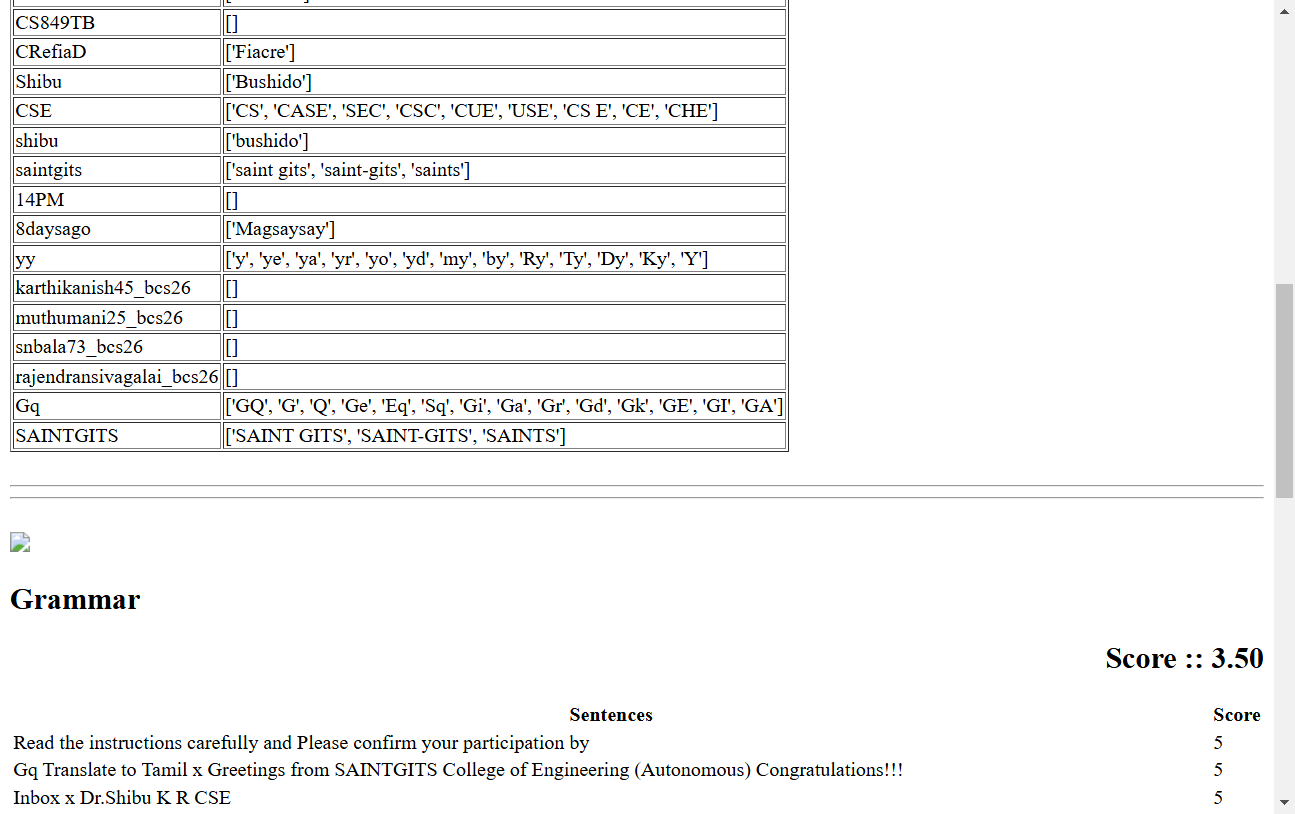 CS849TB []
CRefiaD ['Fiacre']
Shibu ['Bushido']
CSE ['CS', 'CASE', 'SEC', 'CSC', 'CUE', 'USE', 'CS E', 'CE', 'CHE']
shibu ['bushido']
saintgits ['saint gits', 'saint-gits', 'saints']
14PM []
8daysago ['Magsaysay']
yy ['y', 'ye', 'ya', 'yr', 'yo', 'yd', 'my', 'by', 'Ry', 'Ty', 'Dy', 'Ky', 'Y']
karthikanish45_bcs26 []
muthumani25_bcs26 []
snbala73_bcs26 []
rajendransivagalai_bcs26 []
Gq ['GQ', 'G', 'Q', 'Ge', 'Eq', 'Sq', 'Gi', 'Ga', 'Gr', 'Gd', 'Gk', 'GE', 'GI', 'GA']
SAINTGITS ['SAINT GITS', 'SAINT-GITS', 'SAINTS']
Grammar
Score :: 3.50
Sentences Score
Read the instructions carefully and Please confirm your participation by 5
Gq Translate to Tamil x Greetings from SAINTGITS College of Engineering (Autonomous) Congratulations!!! 5
Inbox x Dr.Shibu K R CSE 5